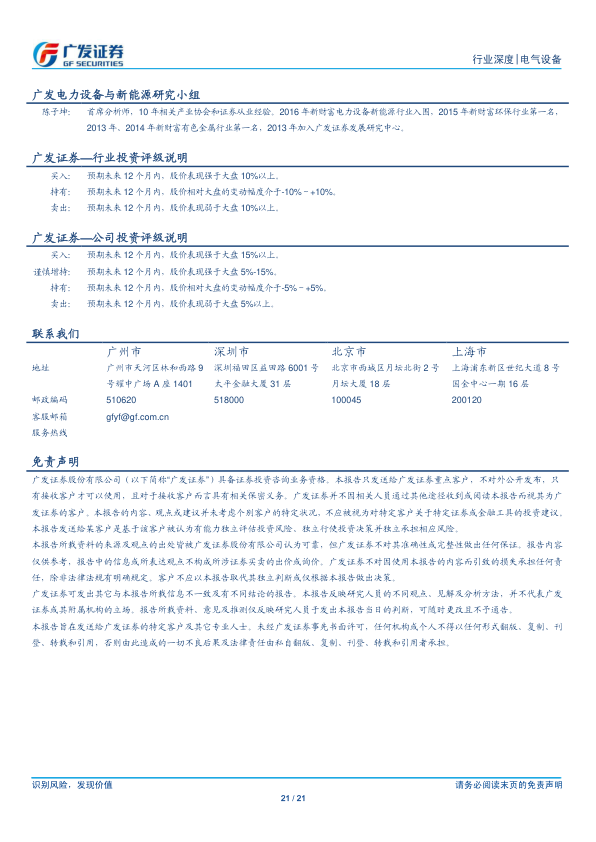 广发证券
GF SECURITIES
行业深度|电气设备
广发电力设备与新能源研究小组
陈子坤： 首席分析师，10 年相关产业协会和证券从业经验。2016 年新财富电力设备新能源行业入围，2015 年新财富环保行业第一名，
2013 年、2014 年新财富有色金属行业第一名，2013 年加入广发证券发展研究中心。
广发证券—行业投资评级说明
买入： 预期未来 12 个月内，股价表现强于大盘 10%以上。
持有： 预期未来 12 个月内，股价相对大盘的变动幅度介于-10%～+10%。
卖出： 预期未来 12 个月内，股价表现弱于大盘 10%以上。
广发证券—公司投资评级说明
买入： 预期未来 12 个月内，股价表现强于大盘 15%以上。
谨慎增持： 预期未来 12 个月内，股价表现强于大盘 5%-15%。
持有： 预期未来 12 个月内，股价相对大盘的变动幅度介于-5%～+5%。
卖出： 预期未来 12 个月内，股价表现弱于大盘 5%以上。
联系我们
广州市 深圳市 北京市 上海市
地址 广州市天河区林和西路 9 深圳福田区益田路 6001 号 北京市西城区月坛北街 2 号 上海浦东新区世纪大道 8 号
号耀中广场 A 座 1401 太平金融大厦 31 层 月坛大厦 18 层 国金中心一期 16 层
邮政编码 510620 518000 100045 200120
客服邮箱 gfyf@gf.com.cn
服务热线
免责声明
广发证券股份有限公司（以下简称“广发证券”）具备证券投资咨询业务资格。本报告只发送给广发证券重点客户，不对外公开发布，只
有接收客户才可以使用，且对于接收客户而言具有相关保密义务。广发证券并不因相关人员通过其他途径收到或阅读本报告而视其为广
发证券的客户。本报告的内容、观点或建议并未考虑个别客户的特定状况，不应被视为对特定客户关于特定证券或金融工具的投资建议。
本报告发送给某客户是基于该客户被认为有能力独立评估投资风险、独立行使投资决策并独立承担相应风险。
本报告所载资料的来源及观点的出处皆被广发证券股份有限公司认为可靠，但广发证券不对其准确性或完整性做出任何保证。报告内容
仅供参考，报告中的信息或所表达观点不构成所涉证券买卖的出价或询价。广发证券不对因使用本报告的内容而引致的损失承担任何责
任，除非法律法规有明确规定。客户不应以本报告取代其独立判断或仅根据本报告做出决策。
广发证券可发出其它与本报告所载信息不一致及有不同结论的报告。本报告反映研究人员的不同观点、见解及分析方法，并不代表广发
证券或其附属机构的立场。报告所载资料、意见及推测仅反映研究人员于发出本报告当日的判断，可随时更改且不予通告。
本报告旨在发送给广发证券的特定客户及其它专业人士。未经广发证券事先书面许可，任何机构或个人不得以任何形式翻版、复制、刊
登、转载和引用，否则由此造成的一切不良后果及法律责任由私自翻版、复制、刊登、转载和引用者承担。
识别风险，发现价值 请务必阅读末页的免责声明
21 / 21